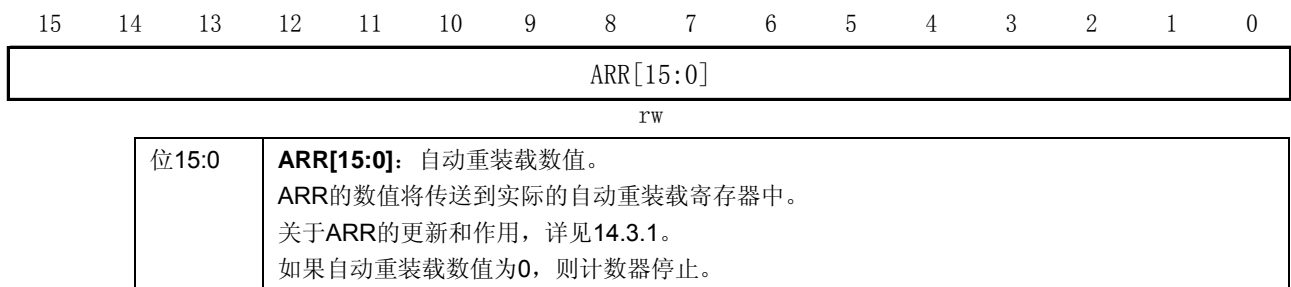 15 14 13 12 11 10 9 8 7 6 5 4 3 2 1 0
ARR[15:0]
rw
位15:0 ARR[15:0]：自动重装载数值。
ARR的数值将传送到实际的自动重装载寄存器中。
关于ARR的更新和作用，详见14.3.1。
如果自动重装载数值为0，则计数器停止。